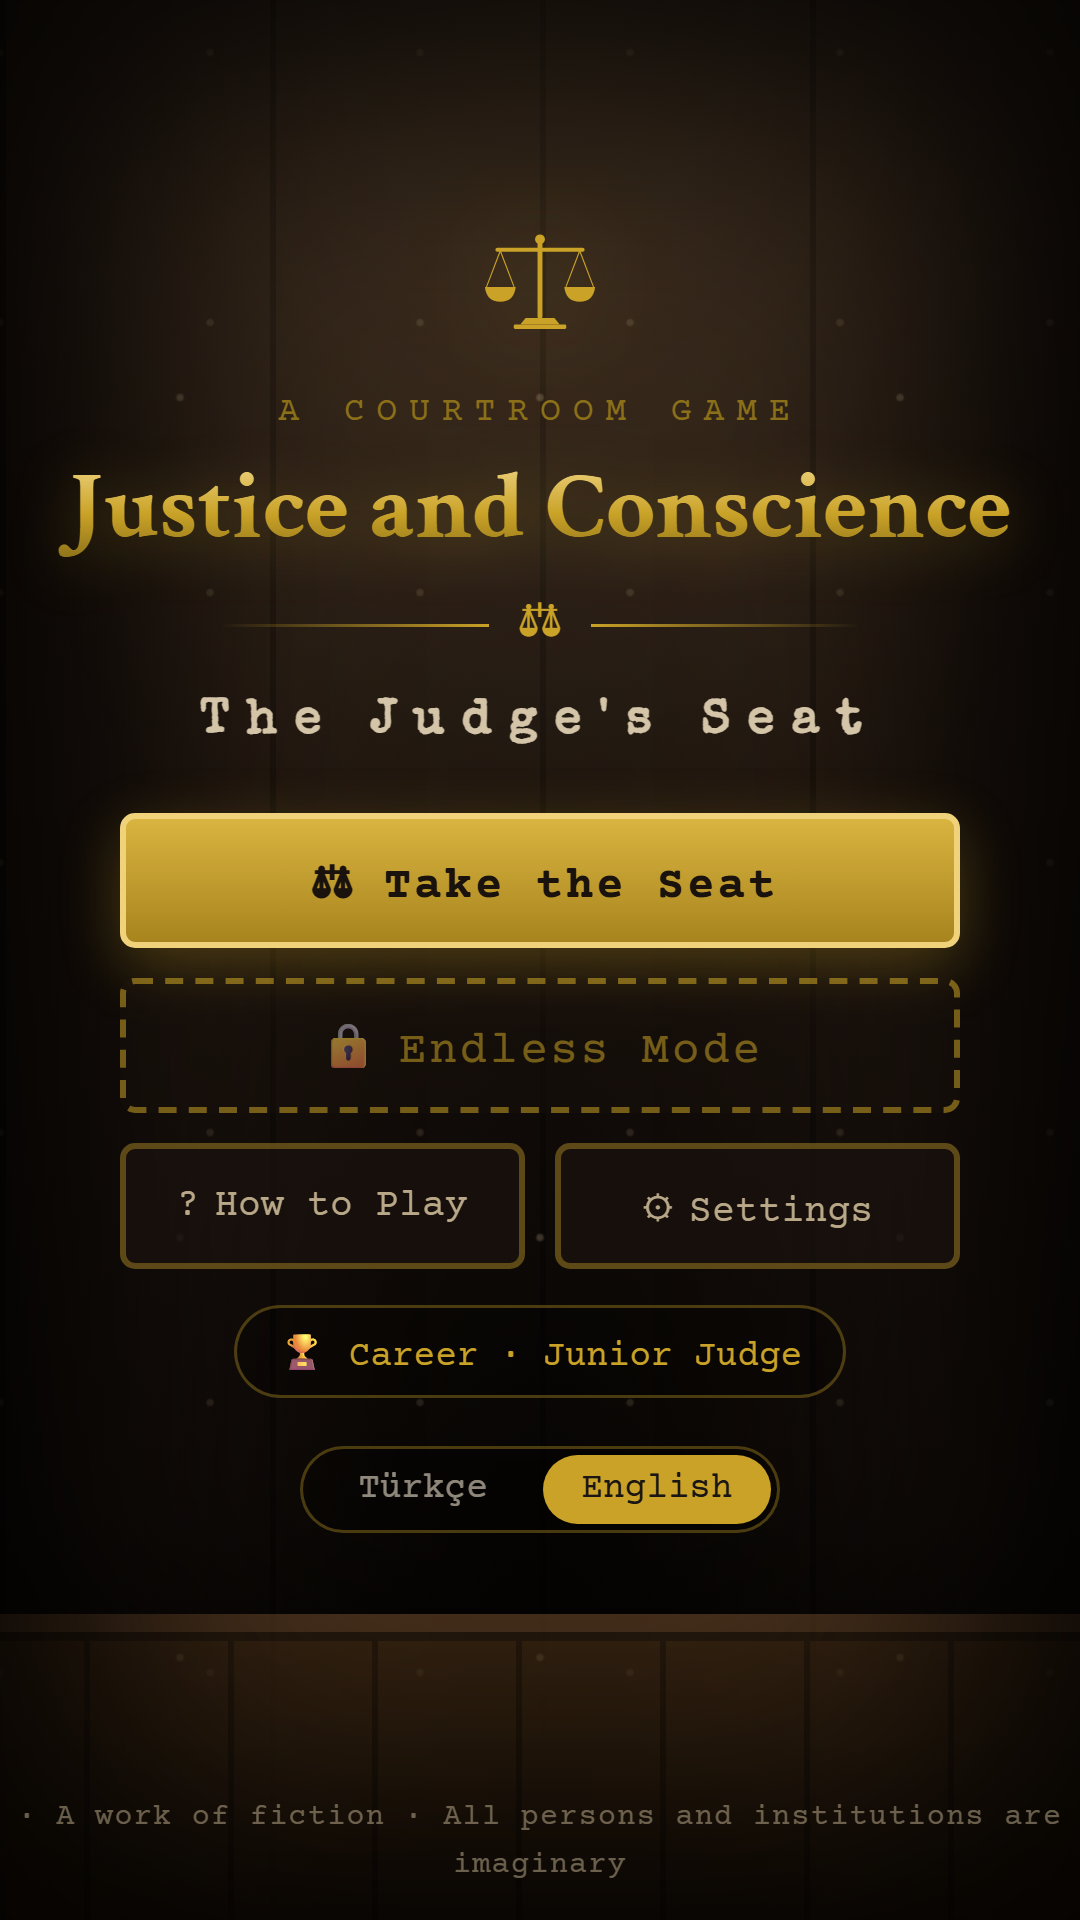 A COURTROOM GAME
Justice and Conscience
The Judge's Seat
Take the Seat
Endless Mode
? How to Play
Settings
Career · Junior Judge
Türkçe
English
· A work of fiction · All persons and institutions are
imaginary